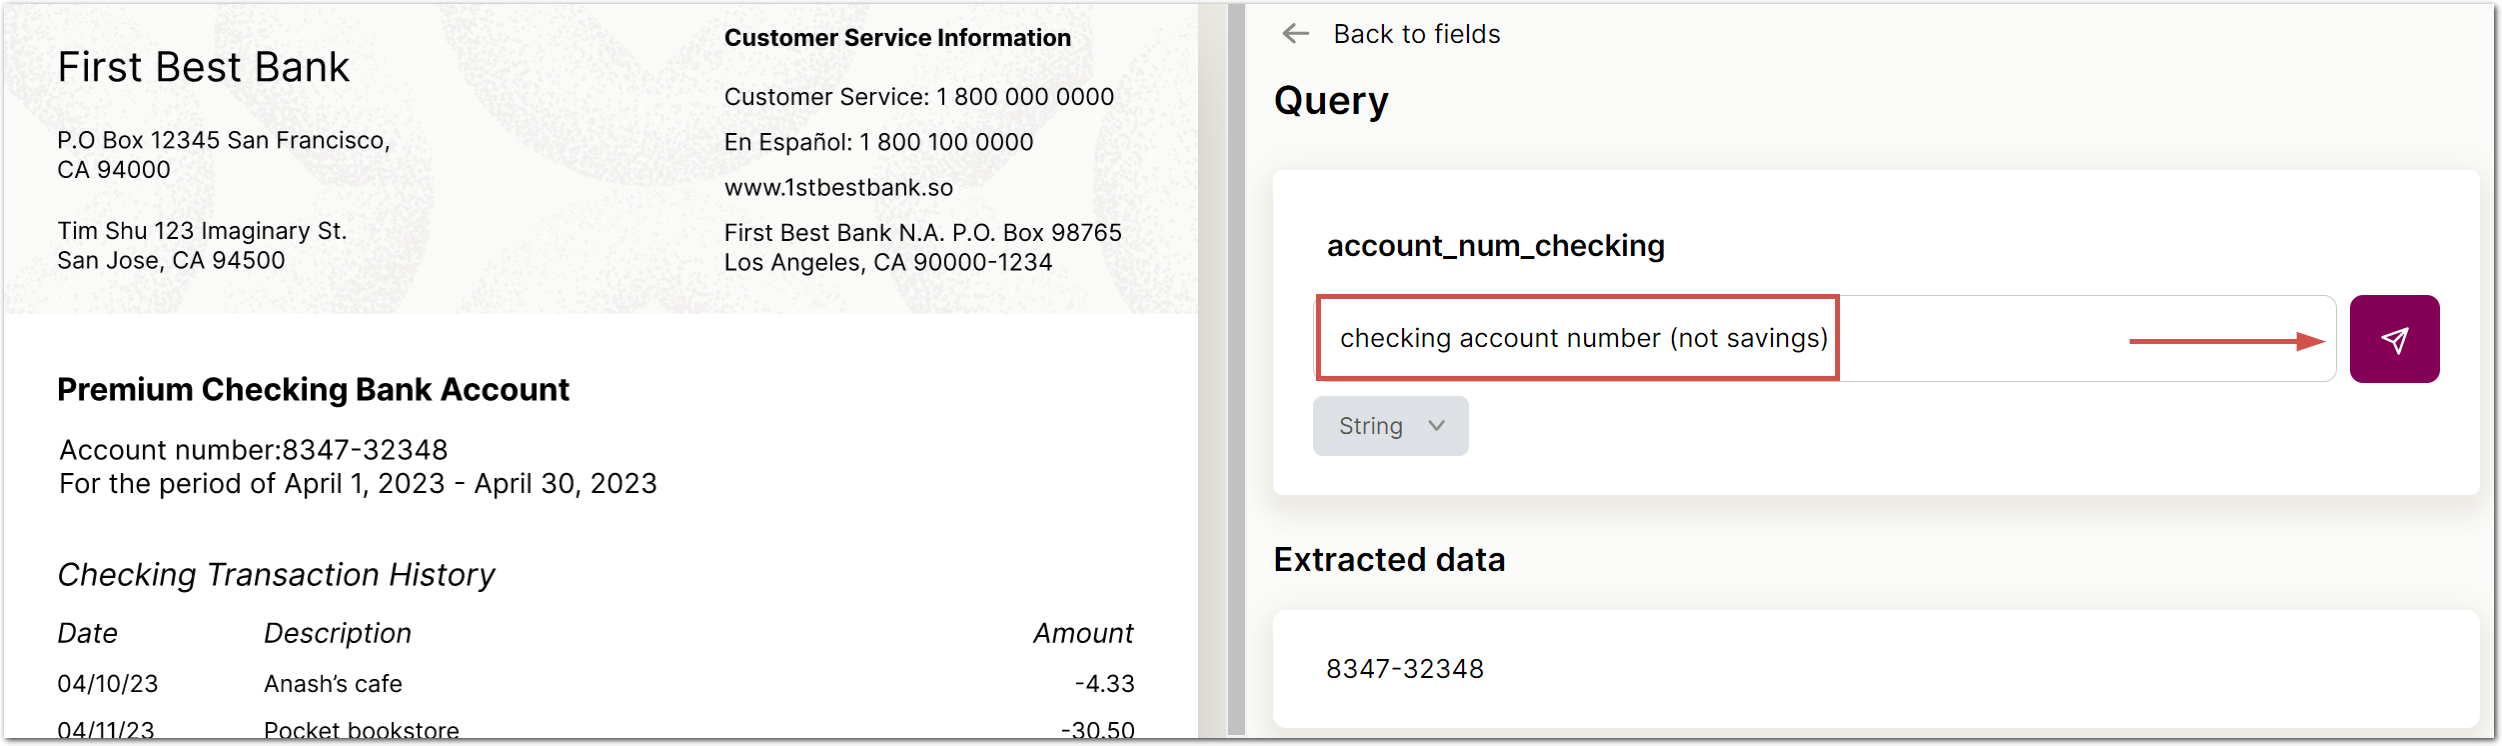 First Best Bank
P.O Box 12345 San Francisco,
CA 94000
Tim Shu 123 Imaginary St.
San Jose, CA 94500
Customer Service Information
Customer Service: 1 800 000 0000
En Español: 1 800 100 0000
www.1stbestbank.so
First Best Bank N.A. P.O. Box 98765
Los Angeles, CA 90000-1234
Premium Checking Bank Account
Account number:8347-32348
For the period of April 1, 2023 - April 30, 2023
Checking Transaction History
Date Description Amount
04/10/23 Anash’s cafe -4.33
04/11/23 Pocket bookstore -30.50
Back to fields
Query
account_num_checking
checking account number (not savings)
String
Extracted data
8347-32348